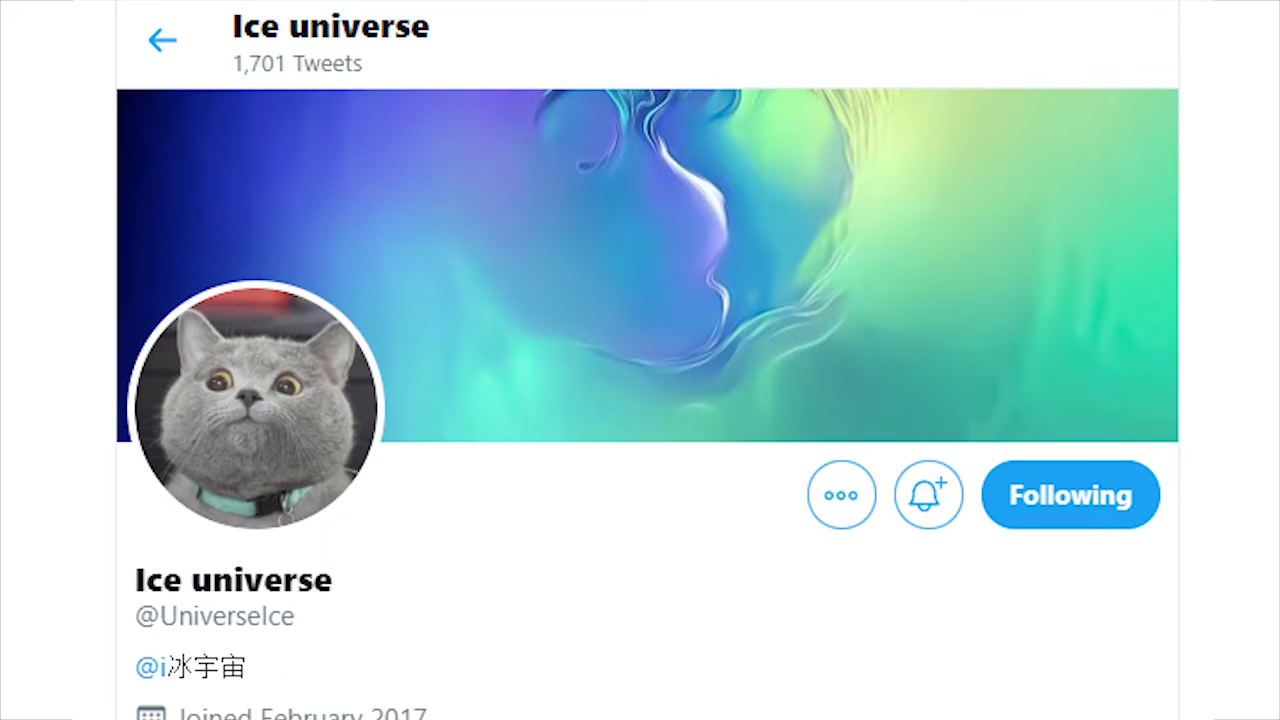 Ice universe
1,701 Tweets
Following
Ice universe
@UniverseIce
@i冰宇宙
Joined February 2017